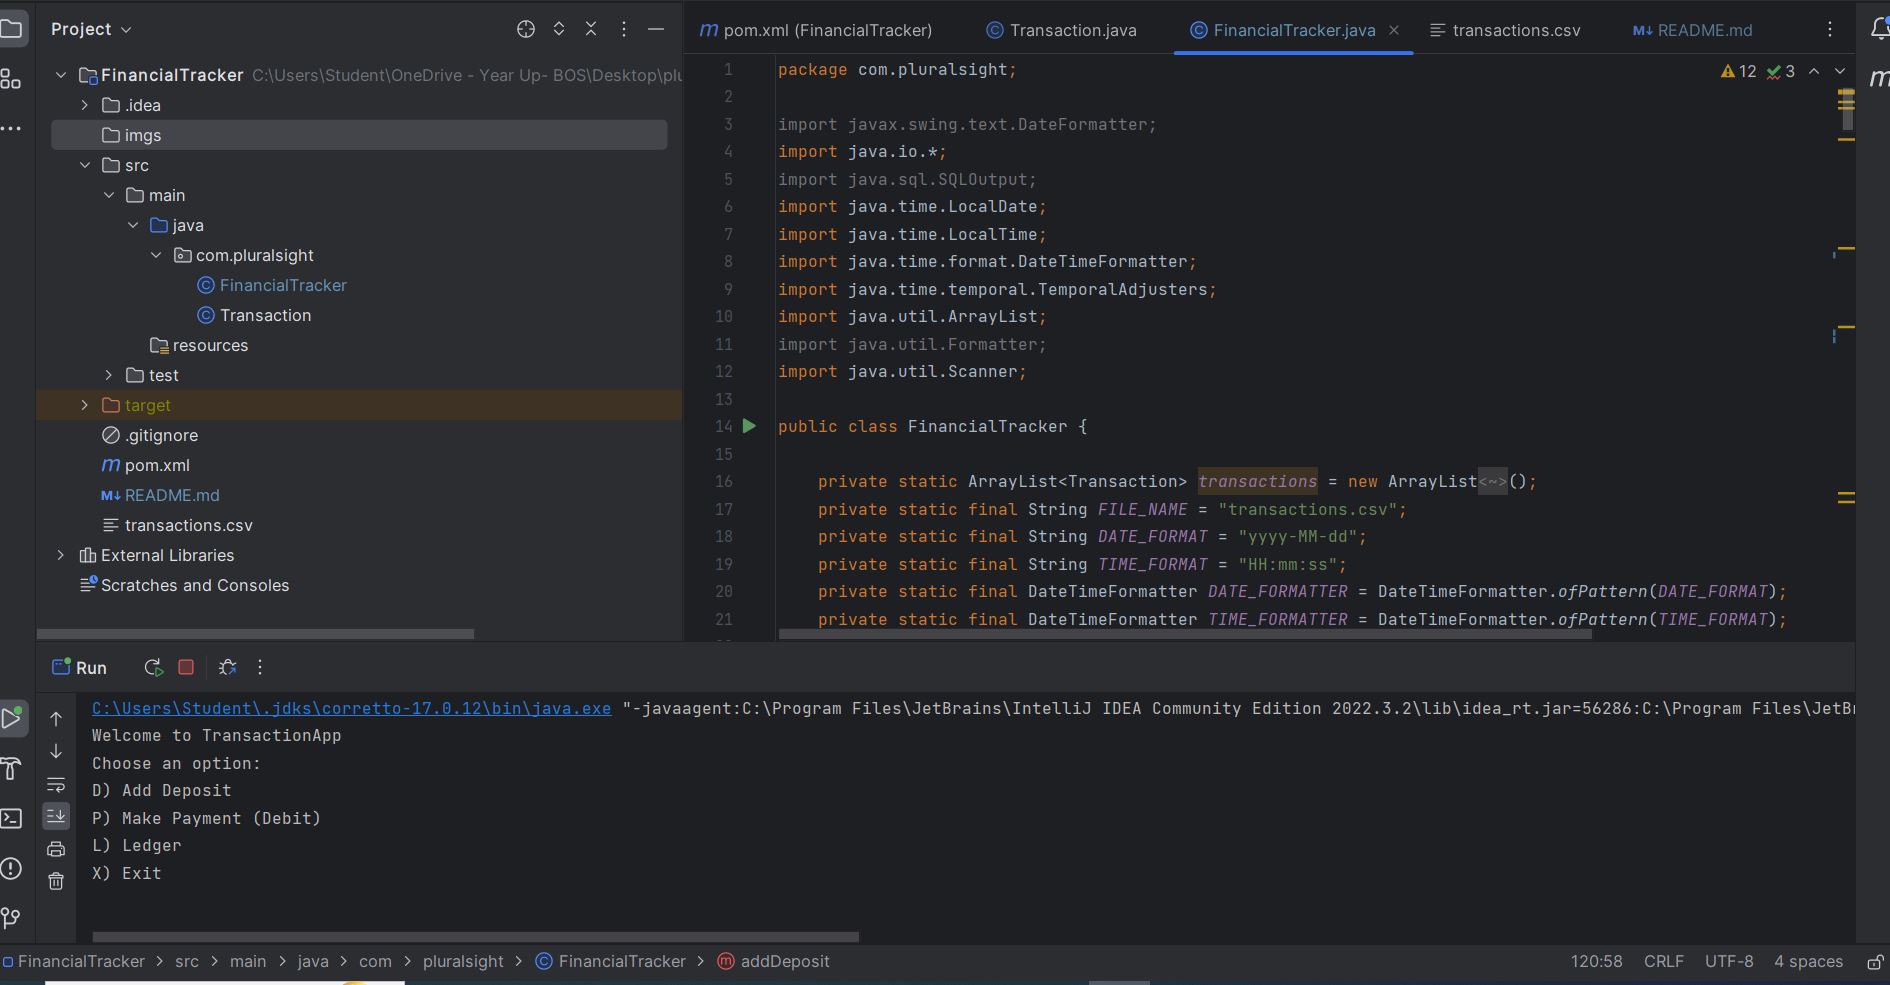 Project
FinancialTracker C:\Users\Student\OneDrive - Year Up- BOS\Desktop\plu
.idea
imgs
src
main
java
com.pluralsight
FinancialTracker
Transaction
resources
test
target
.gitignore
pom.xml
README.md
transactions.csv
External Libraries
Scratches and Consoles
pom.xml (FinancialTracker) Transaction.java FinancialTracker.java transactions.csv README.md
12 3
1 package com.pluralsight;
2
3 import javax.swing.text.DateFormatter;
4 import java.io.*;
5 import java.sql.SQLOutput;
6 import java.time.LocalDate;
7 import java.time.LocalTime;
8 import java.time.format.DateTimeFormatter;
9 import java.time.temporal.TemporalAdjusters;
10 import java.util.ArrayList;
11 import java.util.Formatter;
12 import java.util.Scanner;
13
14 public class FinancialTracker {
15
16 private static ArrayList<Transaction> transactions = new ArrayList<~>();
17 private static final String FILE_NAME = "transactions.csv";
18 private static final String DATE_FORMAT = "yyyy-MM-dd";
19 private static final String TIME_FORMAT = "HH:mm:ss";
20 private static final DateTimeFormatter DATE_FORMATTER = DateTimeFormatter.ofPattern(DATE_FORMAT);
21 private static final DateTimeFormatter TIME_FORMATTER = DateTimeFormatter.ofPattern(TIME_FORMAT);
Run
C:\Users\Student\.jdks\corretto-17.0.12\bin\java.exe "-javaagent:C:\Program Files\JetBrains\IntelliJ IDEA Community Edition 2022.3.2\lib\idea_rt.jar=56286:C:\Program Files\JetBr
Welcome to TransactionApp
Choose an option:
D) Add Deposit
P) Make Payment (Debit)
L) Ledger
X) Exit
FinancialTracker > src > main > java > com > pluralsight > FinancialTracker > addDeposit
120:58 CRLF UTF-8 4 spaces